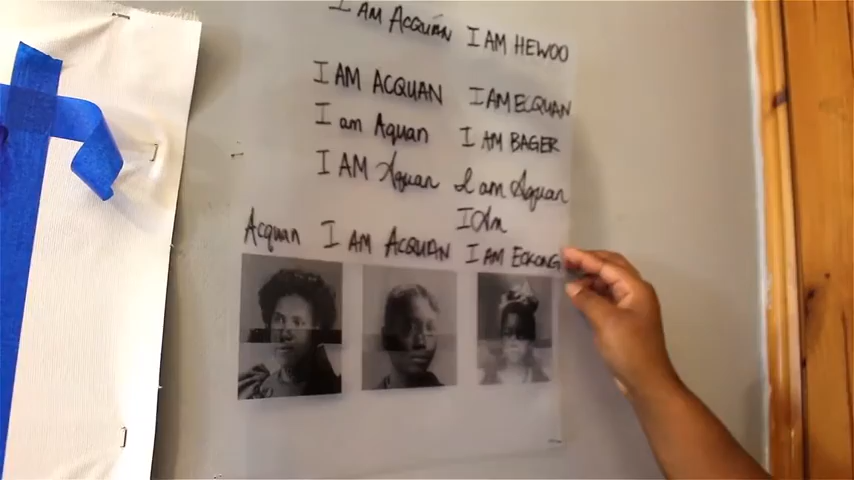 I AM ACQUAN I AM HEWOO
I AM ACQUAN I AM ECQUAN
I am Aquan I AM BAGER
I AM Aquan I am Aquan
I Am
Acquan I AM ACQUAN I AM ECKONG